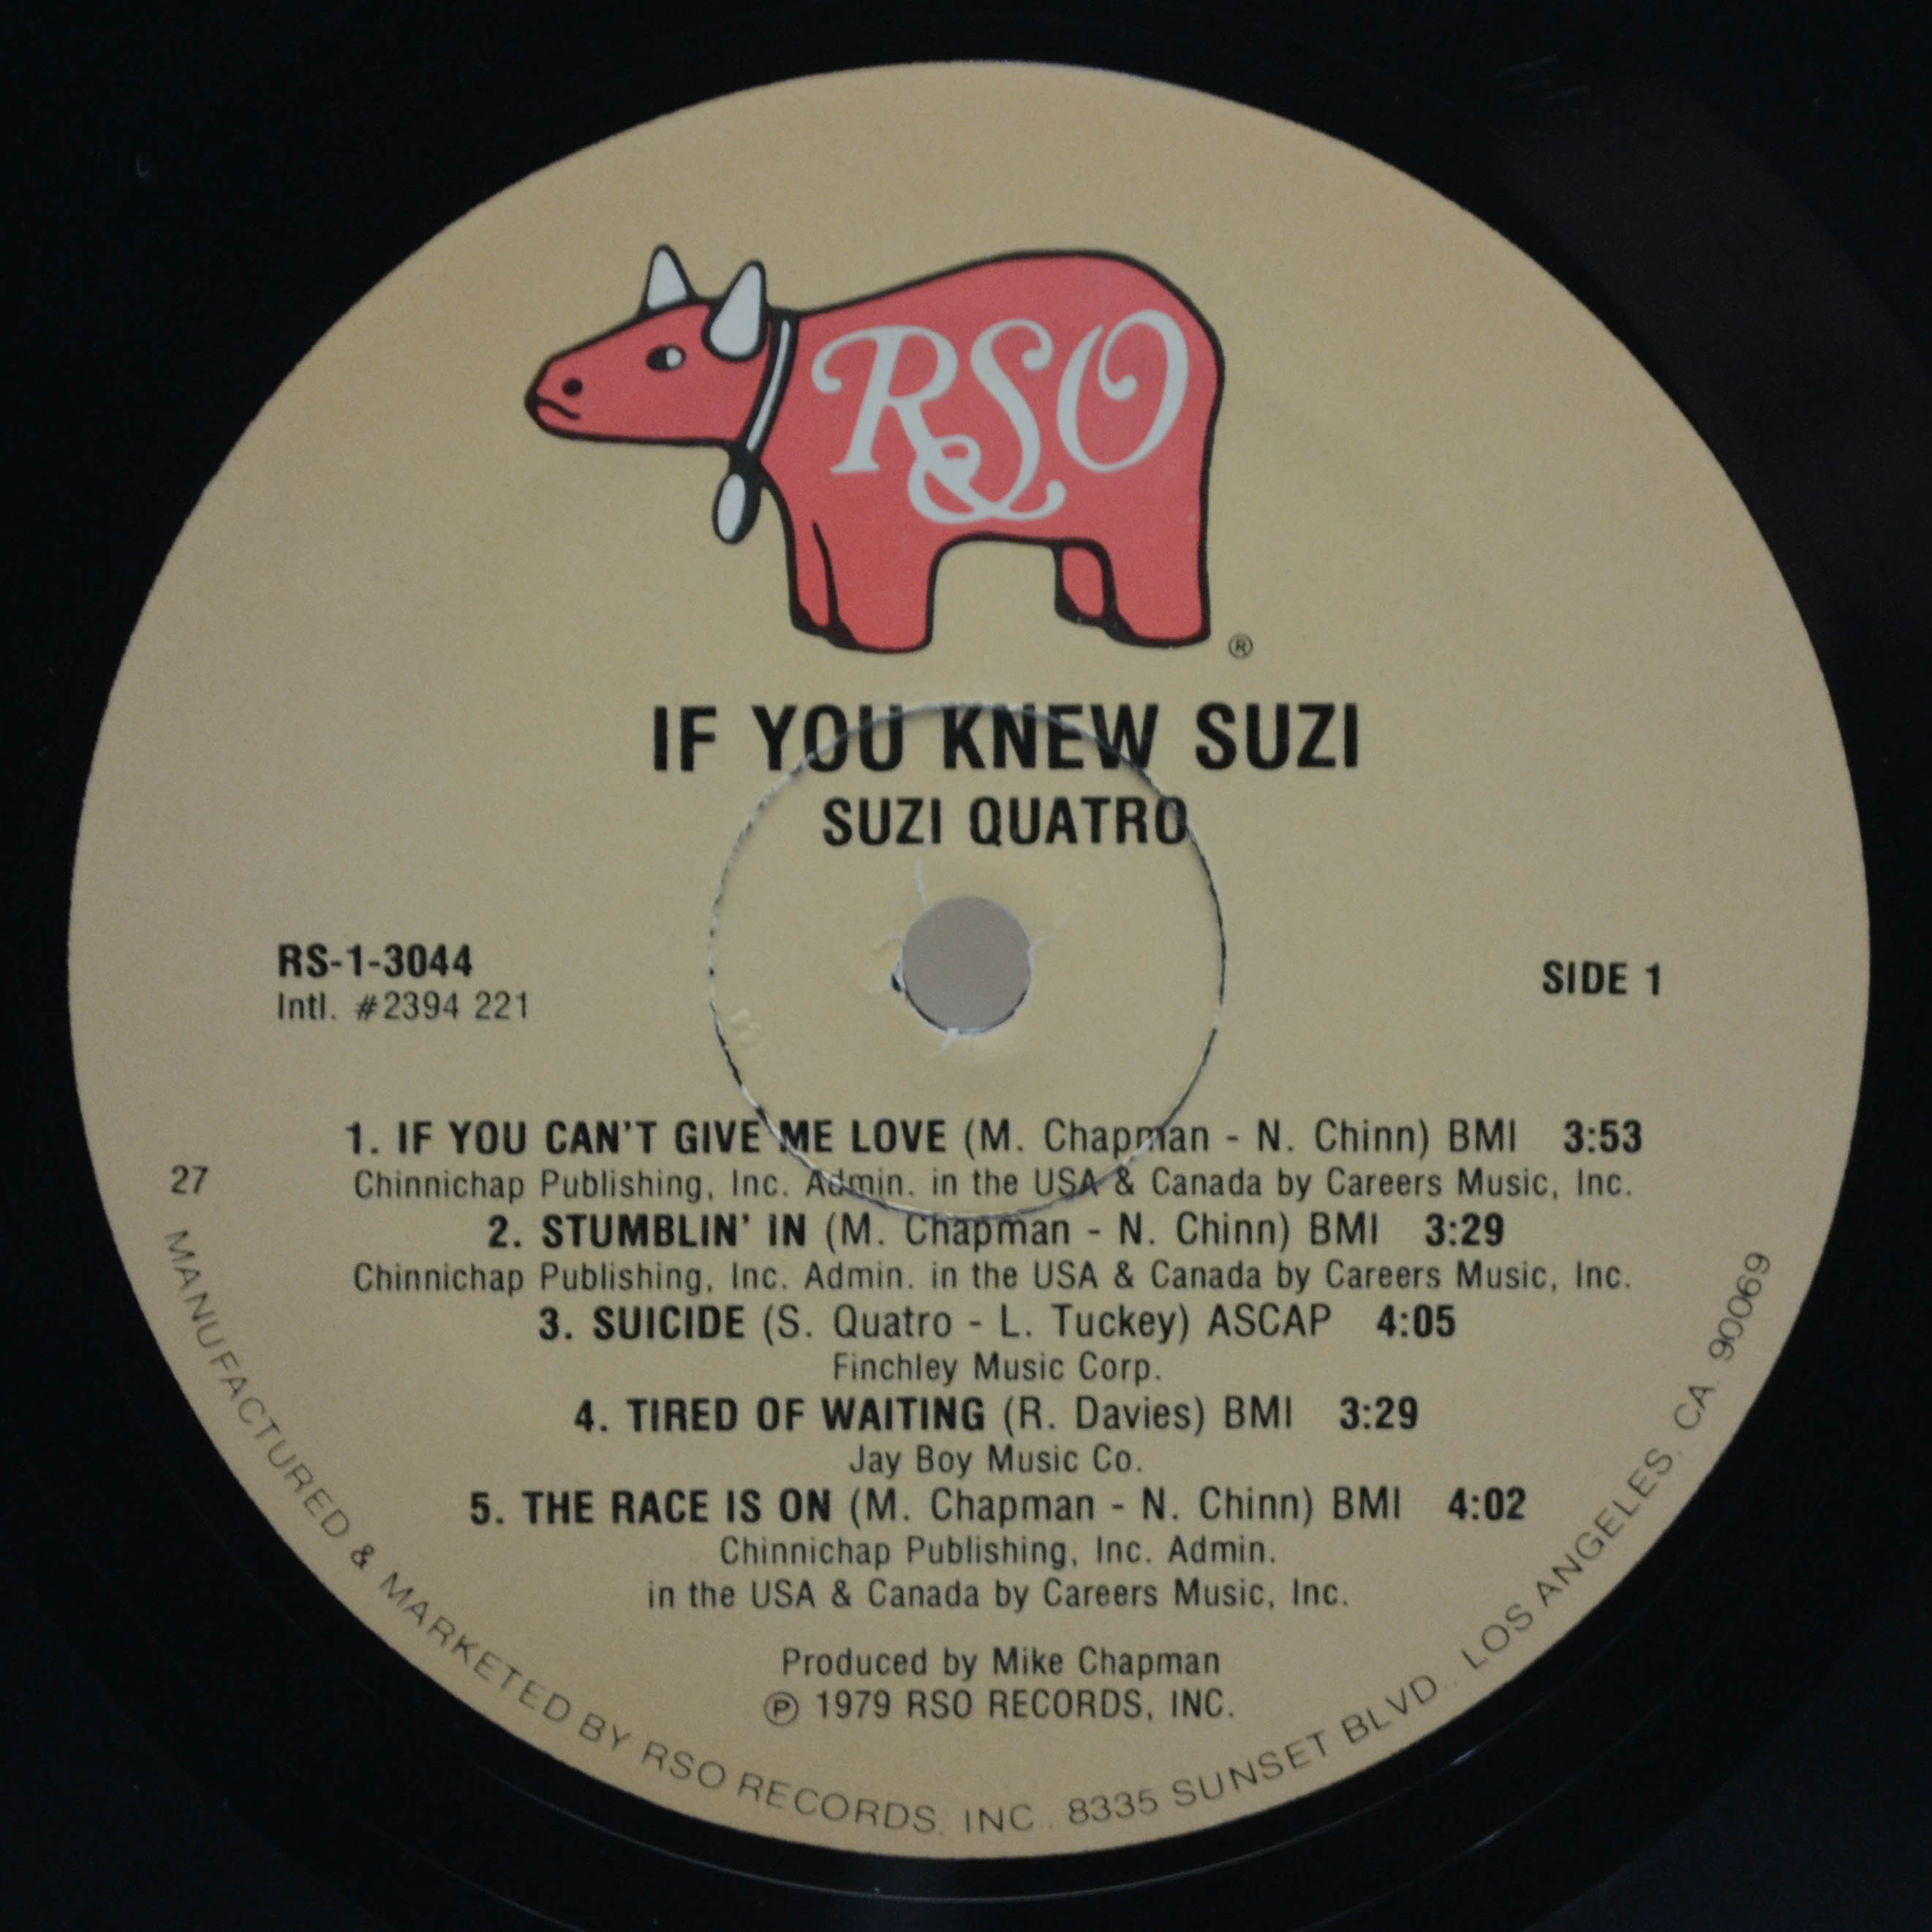 RSO
®
IF YOU KNEW SUZI
SUZI QUATRO
RS-1-3044
Intl. #2394 221
SIDE 1
1. IF YOU CAN'T GIVE ME LOVE (M. Chapman - N. Chinn) BMI 3:53
Chinnichap Publishing, Inc. Admin. in the USA & Canada by Careers Music, Inc.
2. STUMBLIN' IN (M. Chapman - N. Chinn) BMI 3:29
Chinnichap Publishing, Inc. Admin. in the USA & Canada by Careers Music, Inc.
3. SUICIDE (S. Quatro - L. Tuckey) ASCAP 4:05
Finchley Music Corp.
4. TIRED OF WAITING (R. Davies) BMI 3:29
Jay Boy Music Co.
5. THE RACE IS ON (M. Chapman - N. Chinn) BMI 4:02
Chinnichap Publishing, Inc. Admin.
in the USA & Canada by Careers Music, Inc.
Produced by Mike Chapman
℗ 1979 RSO RECORDS, INC.
27
MANUFACTURED & MARKETED BY RSO RECORDS, INC., 8335 SUNSET BLVD., LOS ANGELES, CA. 90069